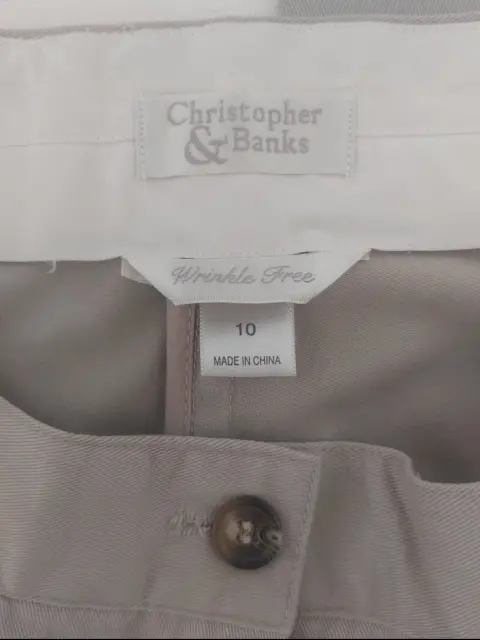 Christopher
& Banks
Wrinkle Free
10
MADE IN CHINA